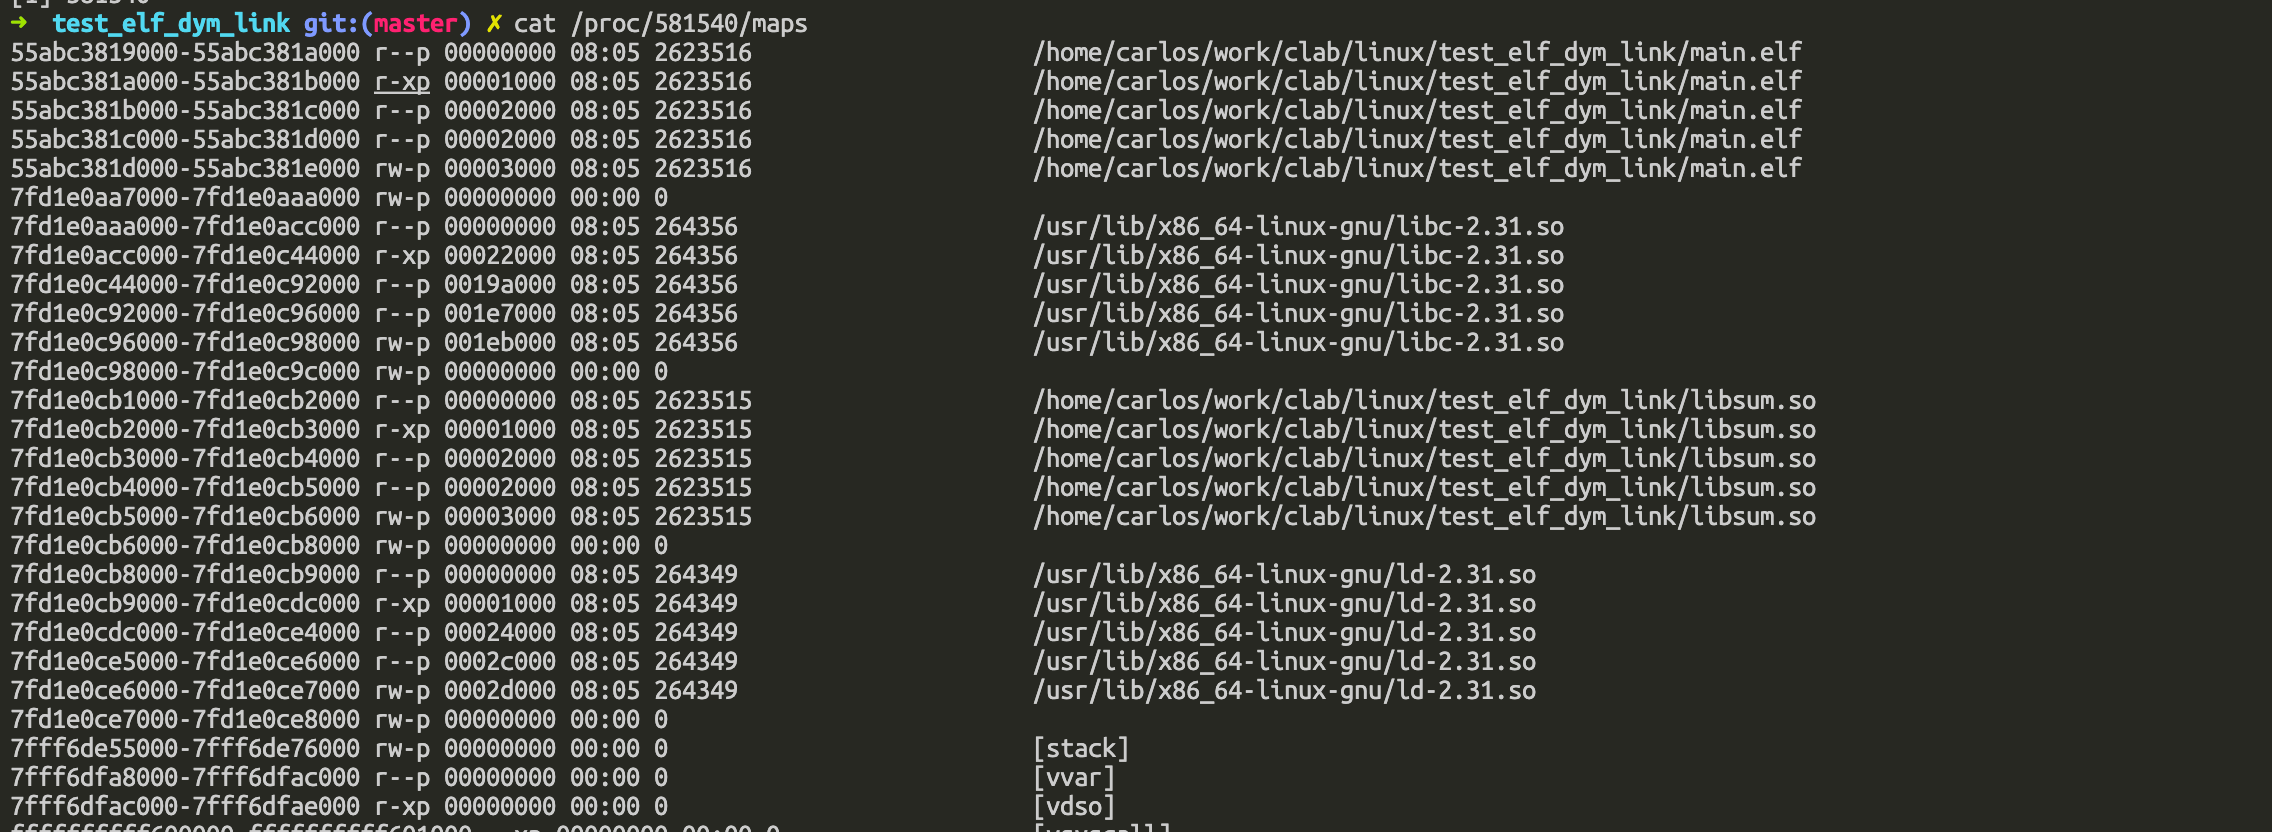 [1] 581540
➜  test_elf_dym_link git:(master) ✗ cat /proc/581540/maps
55abc3819000-55abc381a000 r--p 00000000 08:05 2623516 /home/carlos/work/clab/linux/test_elf_dym_link/main.elf
55abc381a000-55abc381b000 r-xp 00001000 08:05 2623516 /home/carlos/work/clab/linux/test_elf_dym_link/main.elf
55abc381b000-55abc381c000 r--p 00002000 08:05 2623516 /home/carlos/work/clab/linux/test_elf_dym_link/main.elf
55abc381c000-55abc381d000 r--p 00002000 08:05 2623516 /home/carlos/work/clab/linux/test_elf_dym_link/main.elf
55abc381d000-55abc381e000 rw-p 00003000 08:05 2623516 /home/carlos/work/clab/linux/test_elf_dym_link/main.elf
7fd1e0aa7000-7fd1e0aaa000 rw-p 00000000 00:00 0
7fd1e0aaa000-7fd1e0acc000 r--p 00000000 08:05 264356 /usr/lib/x86_64-linux-gnu/libc-2.31.so
7fd1e0acc000-7fd1e0c44000 r-xp 00022000 08:05 264356 /usr/lib/x86_64-linux-gnu/libc-2.31.so
7fd1e0c44000-7fd1e0c92000 r--p 0019a000 08:05 264356 /usr/lib/x86_64-linux-gnu/libc-2.31.so
7fd1e0c92000-7fd1e0c96000 r--p 001e7000 08:05 264356 /usr/lib/x86_64-linux-gnu/libc-2.31.so
7fd1e0c96000-7fd1e0c98000 rw-p 001eb000 08:05 264356 /usr/lib/x86_64-linux-gnu/libc-2.31.so
7fd1e0c98000-7fd1e0c9c000 rw-p 00000000 00:00 0
7fd1e0cb1000-7fd1e0cb2000 r--p 00000000 08:05 2623515 /home/carlos/work/clab/linux/test_elf_dym_link/libsum.so
7fd1e0cb2000-7fd1e0cb3000 r-xp 00001000 08:05 2623515 /home/carlos/work/clab/linux/test_elf_dym_link/libsum.so
7fd1e0cb3000-7fd1e0cb4000 r--p 00002000 08:05 2623515 /home/carlos/work/clab/linux/test_elf_dym_link/libsum.so
7fd1e0cb4000-7fd1e0cb5000 r--p 00002000 08:05 2623515 /home/carlos/work/clab/linux/test_elf_dym_link/libsum.so
7fd1e0cb5000-7fd1e0cb6000 rw-p 00003000 08:05 2623515 /home/carlos/work/clab/linux/test_elf_dym_link/libsum.so
7fd1e0cb6000-7fd1e0cb8000 rw-p 00000000 00:00 0
7fd1e0cb8000-7fd1e0cb9000 r--p 00000000 08:05 264349 /usr/lib/x86_64-linux-gnu/ld-2.31.so
7fd1e0cb9000-7fd1e0cdc000 r-xp 00001000 08:05 264349 /usr/lib/x86_64-linux-gnu/ld-2.31.so
7fd1e0cdc000-7fd1e0ce4000 r--p 00024000 08:05 264349 /usr/lib/x86_64-linux-gnu/ld-2.31.so
7fd1e0ce5000-7fd1e0ce6000 r--p 0002c000 08:05 264349 /usr/lib/x86_64-linux-gnu/ld-2.31.so
7fd1e0ce6000-7fd1e0ce7000 rw-p 0002d000 08:05 264349 /usr/lib/x86_64-linux-gnu/ld-2.31.so
7fd1e0ce7000-7fd1e0ce8000 rw-p 00000000 00:00 0
7fff6de55000-7fff6de76000 rw-p 00000000 00:00 0 [stack]
7fff6dfa8000-7fff6dfac000 r--p 00000000 00:00 0 [vvar]
7fff6dfac000-7fff6dfae000 r-xp 00000000 00:00 0 [vdso]